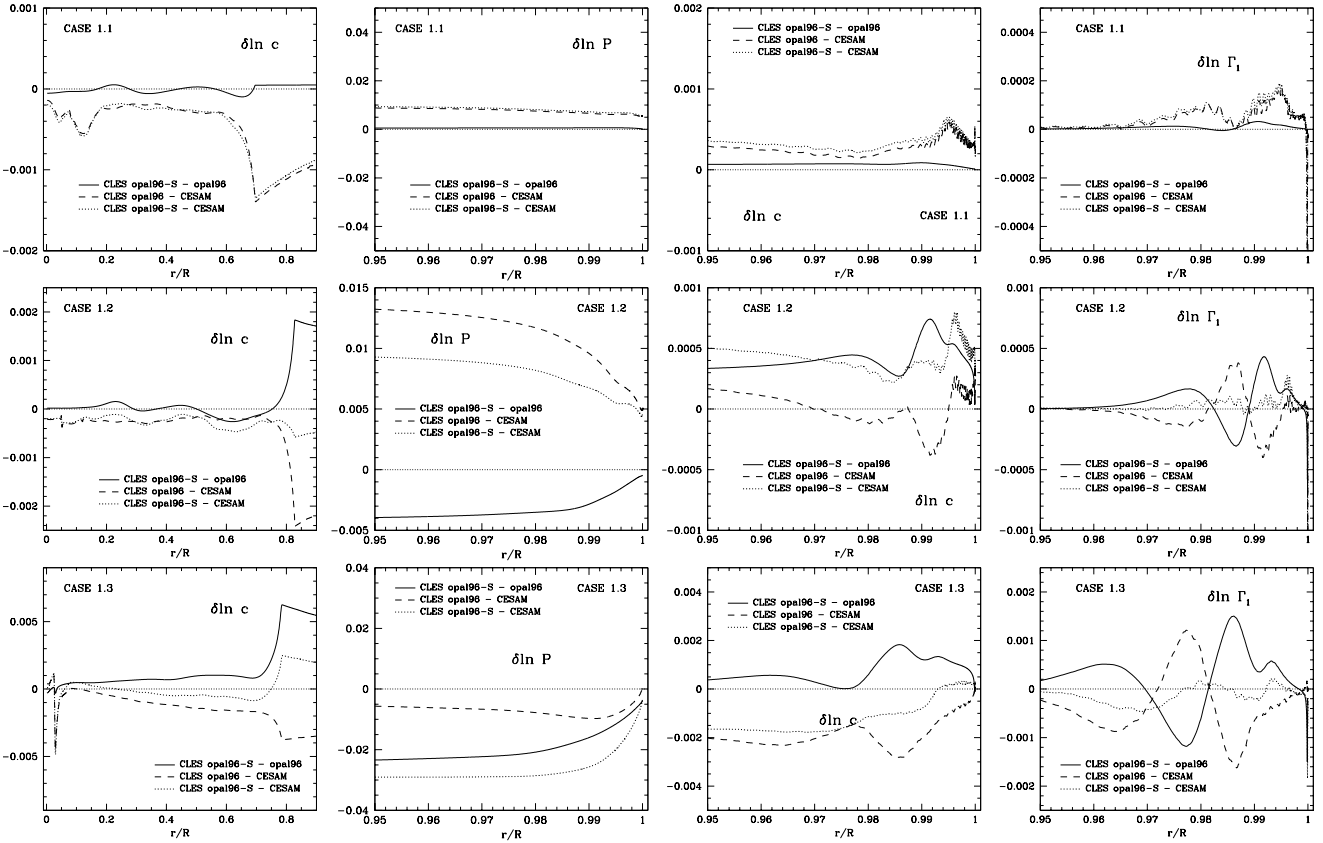 0.001
CASE 1.1
δln c
0
-0.001
CLES opal96-S - opal96
CLES opal96 - CESAM
CLES opal96-S - CESAM
-0.002
0 0.2 0.4 0.6 0.8
r/R
0.04
CASE 1.1
δln P
0.02
0
-0.02
CLES opal96-S - opal96
CLES opal96 - CESAM
CLES opal96-S - CESAM
-0.04
0.95 0.96 0.97 0.98 0.99 1
r/R
0.002
CLES opal96-S - opal96
CLES opal96 - CESAM
CLES opal96-S - CESAM
0.001
0
δln c
CASE 1.1
-0.001
0.95 0.96 0.97 0.98 0.99 1
r/R
0.0004
CASE 1.1
δln Γ1
0.0002
0
-0.0002
CLES opal96-S - opal96
CLES opal96 - CESAM
CLES opal96-S - CESAM
-0.0004
0.95 0.96 0.97 0.98 0.99 1
r/R
CASE 1.2
0.002
δln c
0.001
0
-0.001
CLES opal96-S - opal96
CLES opal96 - CESAM
CLES opal96-S - CESAM
-0.002
0 0.2 0.4 0.6 0.8
r/R
0.015
CASE 1.2
δln P
0.01
0.005
CLES opal96-S - opal96
CLES opal96 - CESAM
CLES opal96-S - CESAM
0
-0.005
0.95 0.96 0.97 0.98 0.99 1
r/R
0.001
CASE 1.2
0.0005
0
-0.0005
CLES opal96-S - opal96
CLES opal96 - CESAM
CLES opal96-S - CESAM
δln c
-0.001
0.95 0.96 0.97 0.98 0.99 1
r/R
0.001
CASE 1.2
δln Γ1
0.0005
0
-0.0005
CLES opal96-S - opal96
CLES opal96 - CESAM
CLES opal96-S - CESAM
-0.001
0.95 0.96 0.97 0.98 0.99 1
r/R
CASE 1.3
δln c
0.005
0
-0.005
CLES opal96-S - opal96
CLES opal96 - CESAM
CLES opal96-S - CESAM
0 0.2 0.4 0.6 0.8
r/R
0.04
CLES opal96-S - opal96
CLES opal96 - CESAM
CLES opal96-S - CESAM
CASE 1.3
0.02
δln P
0
-0.02
-0.04
0.95 0.96 0.97 0.98 0.99 1
r/R
CASE 1.3
0.004
CLES opal96-S - opal96
CLES opal96 - CESAM
CLES opal96-S - CESAM
0.002
0
δln c
-0.002
-0.004
0.95 0.96 0.97 0.98 0.99 1
r/R
CASE 1.3
δln Γ1
0.002
0.001
0
-0.001
CLES opal96-S - opal96
CLES opal96 - CESAM
CLES opal96-S - CESAM
-0.002
0.95 0.96 0.97 0.98 0.99 1
r/R